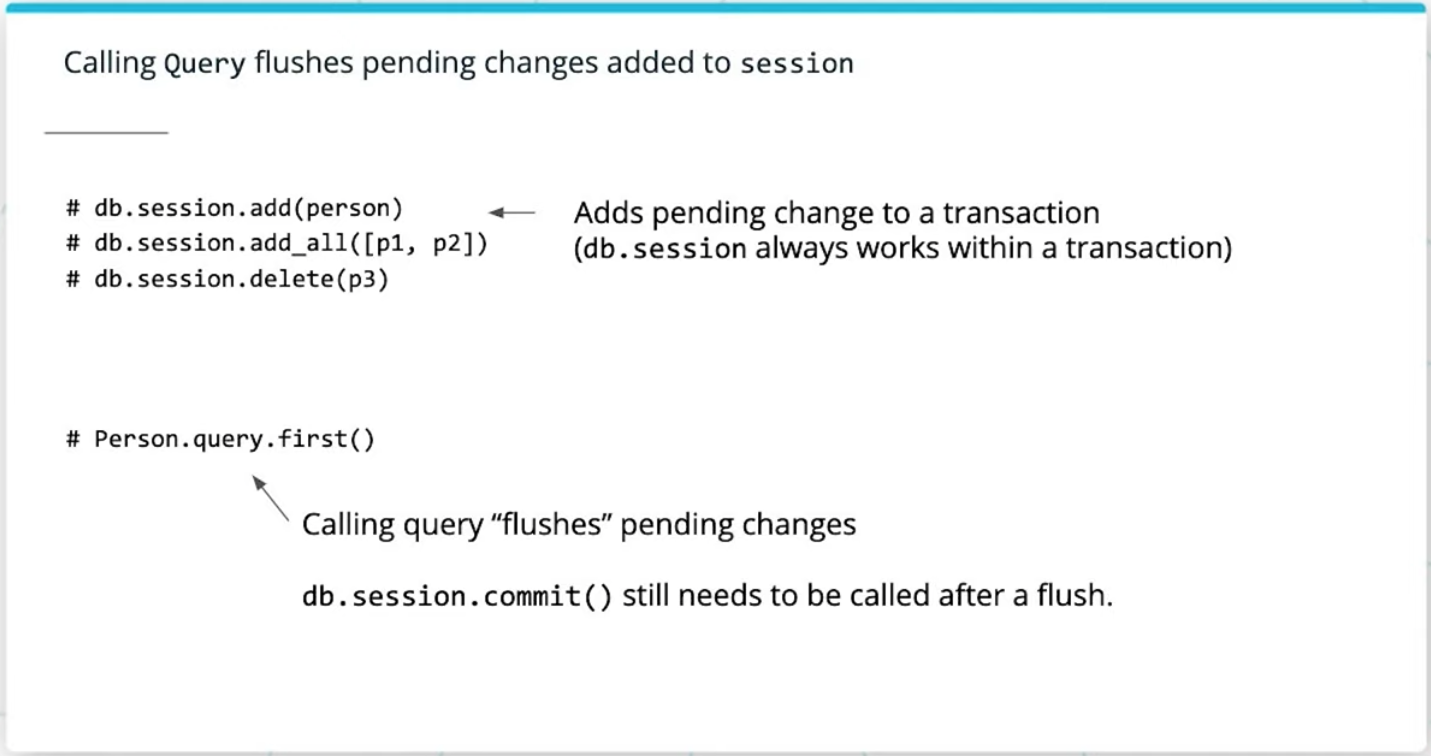 Calling Query flushes pending changes added to session
# db.session.add(person)
# db.session.add_all([p1, p2])
# db.session.delete(p3)
Adds pending change to a transaction
(db.session always works within a transaction)
# Person.query.first()
Calling query “flushes” pending changes
db.session.commit() still needs to be called after a flush.